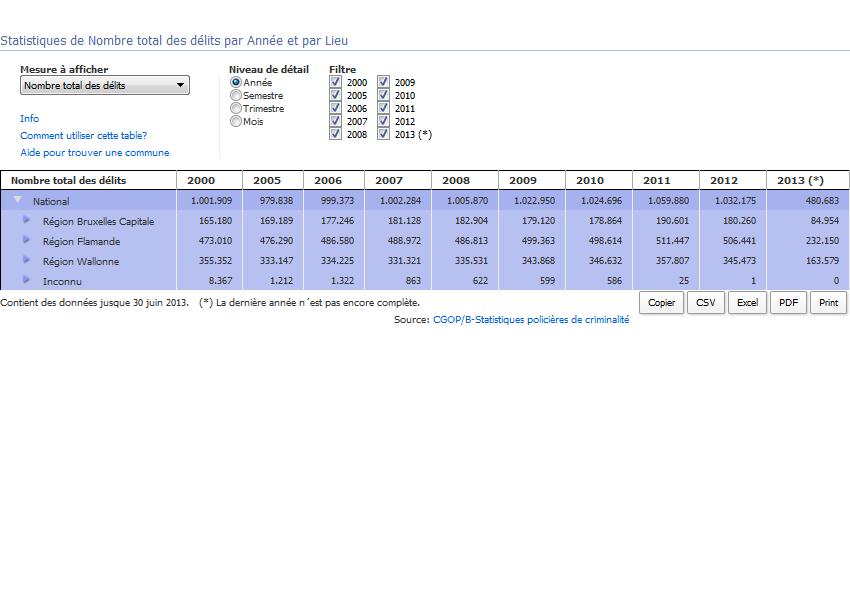 Statistiques de Nombre total des délits par Année et par Lieu
Mesure à afficher Niveau de détail Filtre
Nombre total des délits Année 2000 2009
Semestre 2005 2010
Info Trimestre 2006 2011
Mois 2007 2012
Comment utiliser cette table? 2008 2013 (*)
Aide pour trouver une commune
Nombre total des délits 2000 2005 2006 2007 2008 2009 2010 2011 2012 2013 (*)
National 1.001.909 979.838 999.373 1.002.284 1.005.870 1.022.950 1.024.696 1.059.880 1.032.175 480.683
Région Bruxelles Capitale 165.180 169.189 177.246 181.128 182.904 179.120 178.864 190.601 180.260 84.954
Région Flamande 473.010 476.290 486.580 488.972 486.813 499.363 498.614 511.447 506.441 232.150
Région Wallonne 355.352 333.147 334.225 331.321 335.531 343.868 346.632 357.807 345.473 163.579
Inconnu 8.367 1.212 1.322 863 622 599 586 25 1 0
Contient des données jusque 30 juin 2013. (*) La dernière année n´est pas encore complète. Copier CSV Excel PDF Print
Source: CGOP/B-Statistiques policières de criminalité